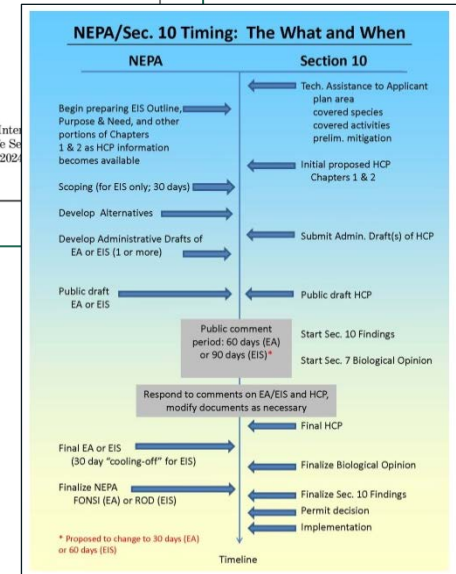 NEPA/Sec. 10 Timing: The What and When
NEPA
Section 10
Tech. Assistance to Applicant
plan area
covered species
covered activities
prelim. mitigation
Begin preparing EIS Outline,
Purpose & Need, and other
portions of Chapters
1 & 2 as HCP information
becomes available
Initial proposed HCP
Chapters 1 & 2
Scoping (for EIS only; 30 days)
Develop Alternatives
Submit Admin. Draft(s) of HCP
Develop Administrative Drafts of
EA or EIS (1 or more)
Public draft
EA or EIS
Public draft HCP
Public comment
period: 60 days (EA)
or 90 days (EIS)*
Start Sec. 10 Findings
Start Sec. 7 Biological Opinion
Respond to comments on EA/EIS and HCP,
modify documents as necessary
Final HCP
Final EA or EIS
(30 day "cooling-off" for EIS)
Finalize Biological Opinion
Finalize NEPA
FONSI (EA) or ROD (EIS)
Finalize Sec. 10 Findings
Permit decision
Implementation
* Proposed to change to 30 days (EA)
or 60 days (EIS)
Timeline